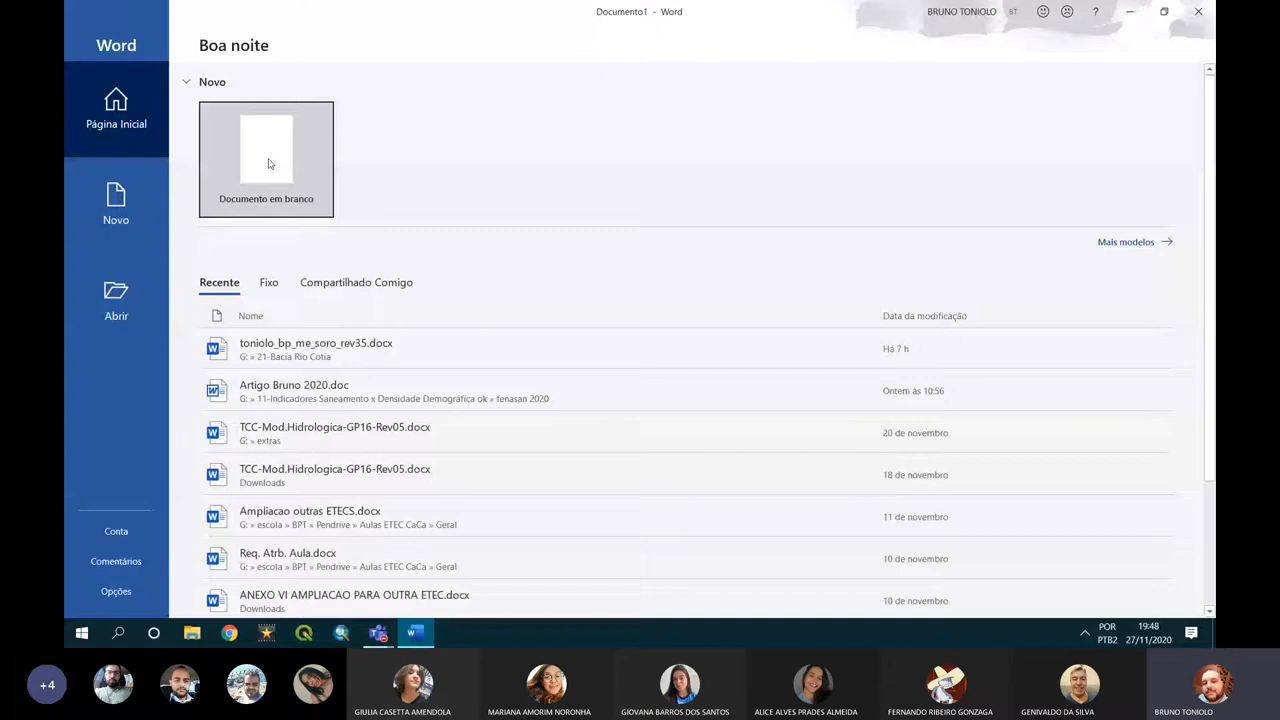 Documento1 - Word
BRUNO TONIOLO
BT
?
Word
Boa noite
Página Inicial
Novo
Abrir
Conta
Comentários
Opções
Novo
Documento em branco
Mais modelos
Recente Fixo Compartilhado Comigo
Nome Data da modificação
toniolo_bp_me_soro_rev35.docx Há 7 h
G: » 21-Bacia Rio Cotia
Artigo Bruno 2020.doc Ontem às 10:56
G: » 11-Indicadores Saneamento x Densidade Demográfica ok » fenasan 2020
TCC-Mod.Hidrologica-GP16-Rev05.docx 20 de novembro
G: » extras
TCC-Mod.Hidrologica-GP16-Rev05.docx 18 de novembro
Downloads
Ampliacao outras ETECS.docx 11 de novembro
G: » escola » BPT » Pendrive » Aulas ETEC CaCa » Geral
Req. Atrb. Aula.docx 10 de novembro
G: » escola » BPT » Pendrive » Aulas ETEC CaCa » Geral
ANEXO VI AMPLIACAO PARA OUTRA ETEC.docx 10 de novembro
Downloads
POR 19:48
PTB2 27/11/2020
+4
GIULIA CASETTA AMENDOLA
MARIANA AMORIM NORONHA
GIOVANA BARROS DOS SANTOS
ALICE ALVES PRADES ALMEIDA
FERNANDO RIBEIRO GONZAGA
GENIVALDO DA SILVA
BRUNO TONIOLO